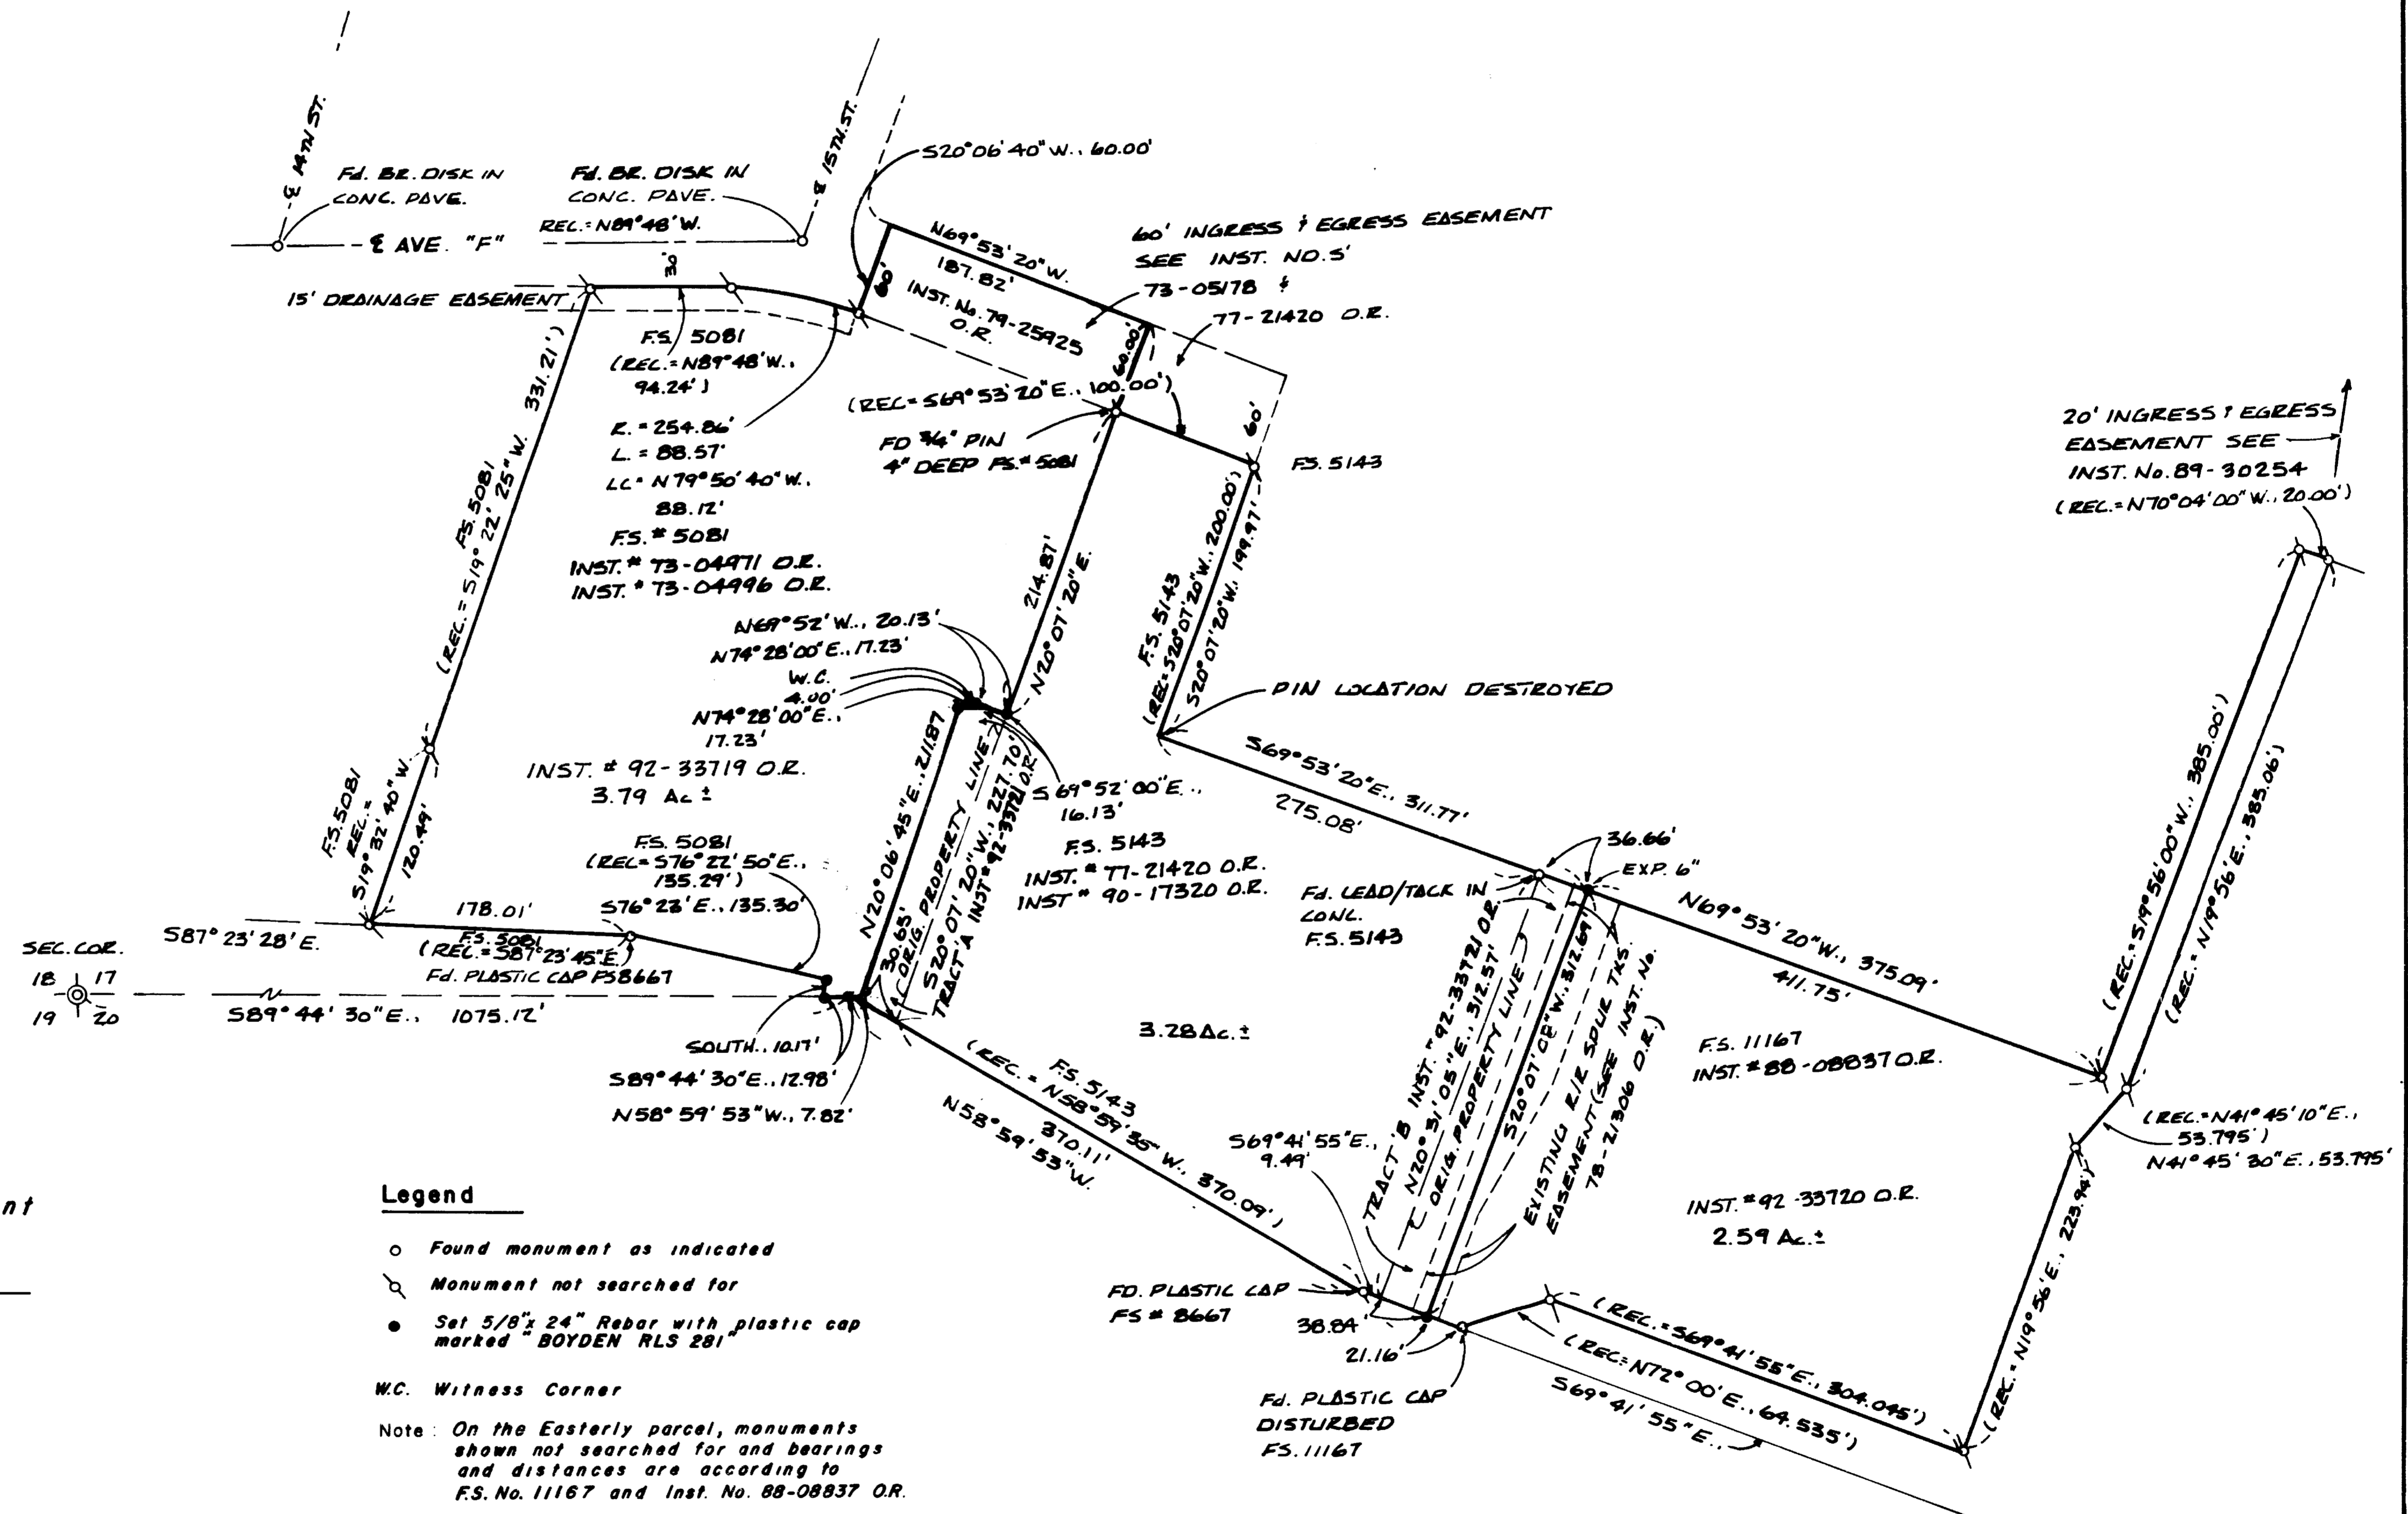 ℄ 14TH ST.
℄ 15TH. ST.
Fd. BR. DISK IN
CONC. PAVE.
Fd. BR. DISK IN
CONC. PAVE.
REC.= N89°48'W.
℄ AVE. "F"
S20°06'40"W., 60.00'
60' INGRESS & EGRESS EASEMENT
SEE INST. NO.S'
73-05178 &
77-21420 O.R.
N69°53'20"W.
187.82'
INST. No. 79-25925
O.R.
60'
60.00'
15' DRAINAGE EASEMENT
30'
F.S. 5081
(REC.= N89°48'W.,
94.24')
R. = 254.86'
L. = 88.57'
LC = N79°50'40"W.,
88.12'
F.S. # 5081
INST. # 73-04971 O.R.
INST. # 73-04996 O.R.
F.S. 5081
(REC.= S19°22'25"W. 331.21')
(REC= S69°53'20"E., 100.00')
FD 3/4" PIN
4" DEEP FS.# 5081
60'
F.S. 5143
F.S. 5143
(REC=S20°07'20"W., 200.00')
S20°07'20"W., 199.97'
214.87'
N20°07'20"E.
20' INGRESS & EGRESS
EASEMENT SEE
INST. No. 89-30254
(REC.= N70°04'00"W., 20.00')
N69°52'W., 20.13'
N74°28'00"E., 17.23'
W.C.
4.00'
N74°28'00"E.,
17.23'
INST. # 92-33719 O.R.
3.79 Ac ±
PIN LOCATION DESTROYED
S69°53'20"E., 311.77'
275.08'
36.66'
EXP. 6"
N69°53'20"W., 375.09'
411.75'
(REC.= S19°56'00"W., 385.00')
(REC.= N19°56'E., 385.06')
F.S. 5081
REC.=
S19°32'40"W.
120.49'
F.S. 5081
(REC= S76°22'50"E.,
135.29')
S76°23'E., 135.30'
178.01'
F.S. 5081
(REC.= S87°23'45"E.)
Fd. PLASTIC CAP FS8667
S87°23'28'E.
SEC. COR.
18 17
19 20
S89°44'30"E., 1075.12'
N20°06'45"E., 211.87
30.65'
ORIG. PROPERTY LINE
S20°07'20"W., 227.70'
TRACT 'A INST # 92-33721 O.R.
S69°52'00"E.,
16.13'
F.S. 5143
INST. # 77-21420 O.R.
INST # 90-17320 O.R.
Fd. LEAD/TACK IN
CONC.
F.S. 5143
SOUTH., 10.17'
S89°44'30"E., 12.98'
N58°59'53"W., 7.82'
3.28 Ac. ±
F.S. 5143
(REC. = N58°59'35"W., 370.09')
370.11'
N58°59'53"W.
TRACT 'B INST. # 92-33721 O.R.
N20°31'05"E., 312.57'
ORIG. PROPERTY LINE
S20°07'08"W., 312.69'
EXISTING R/R SPUR TKS.
EASEMENT (SEE INST. No.
78-21306 O.R.)
F.S. 11167
INST. # 88-08837 O.R.
(REC.= N41°45'10"E.,
53.795')
N41°45'30"E., 53.795'
INST. # 92-33720 O.R.
2.59 Ac. ±
(REC.= N19°56'E., 223.94')
S69°41'55"E.,
9.49'
FD. PLASTIC CAP
FS # 8667
38.84'
21.16'
Fd. PLASTIC CAP
DISTURBED
FS. 11167
(REC.= S69°41'55"E., 304.045')
(REC.= N72°00'E., 64.535')
S69°41'55"E.,
nt
Legend
Found monument as indicated
Monument not searched for
Set 5/8"x 24" Rebar with plastic cap
marked "BOYDEN RLS 281"
W.C. Witness Corner
Note : On the Easterly parcel, monuments
shown not searched for and bearings
and distances are according to
F.S. No. 11167 and Inst. No. 88-08837 O.R.